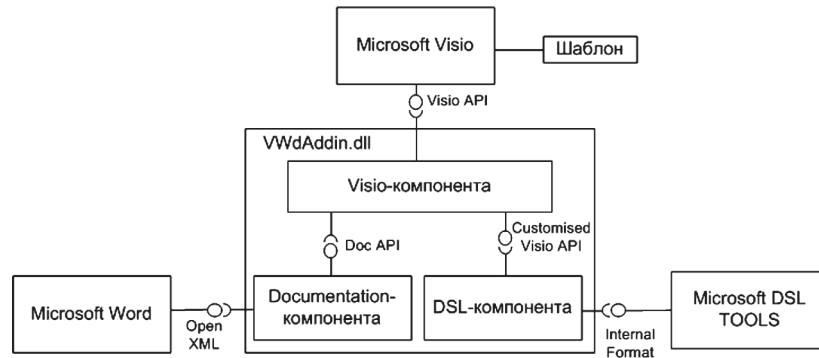 Microsoft Visio
Шаблон
Visio API
VWdAddin.dll
Visio-компонента
Doc API
Customised
Visio API
Microsoft Word
Open
XML
Documentation-
компонента
DSL-компонента
Internal
Format
Microsoft DSL
TOOLS